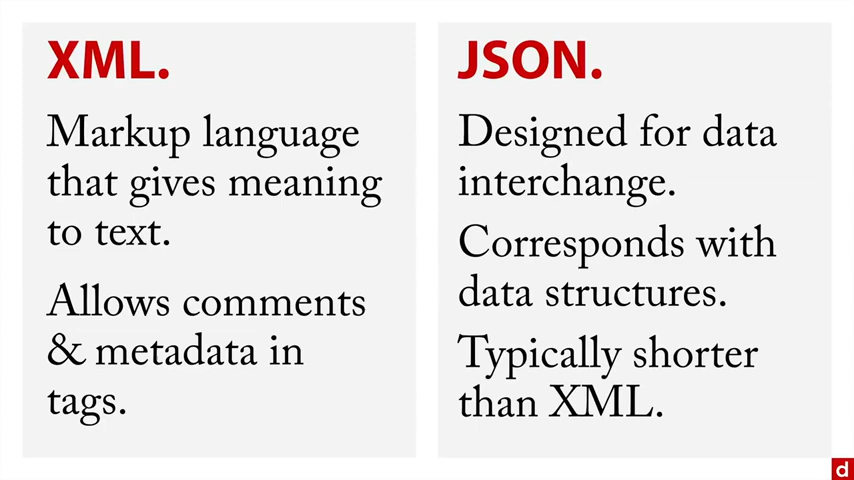 XML.
Markup language
that gives meaning
to text.
Allows comments
& metadata in
tags.
JSON.
Designed for data
interchange.
Corresponds with
data structures.
Typically shorter
than XML.
d